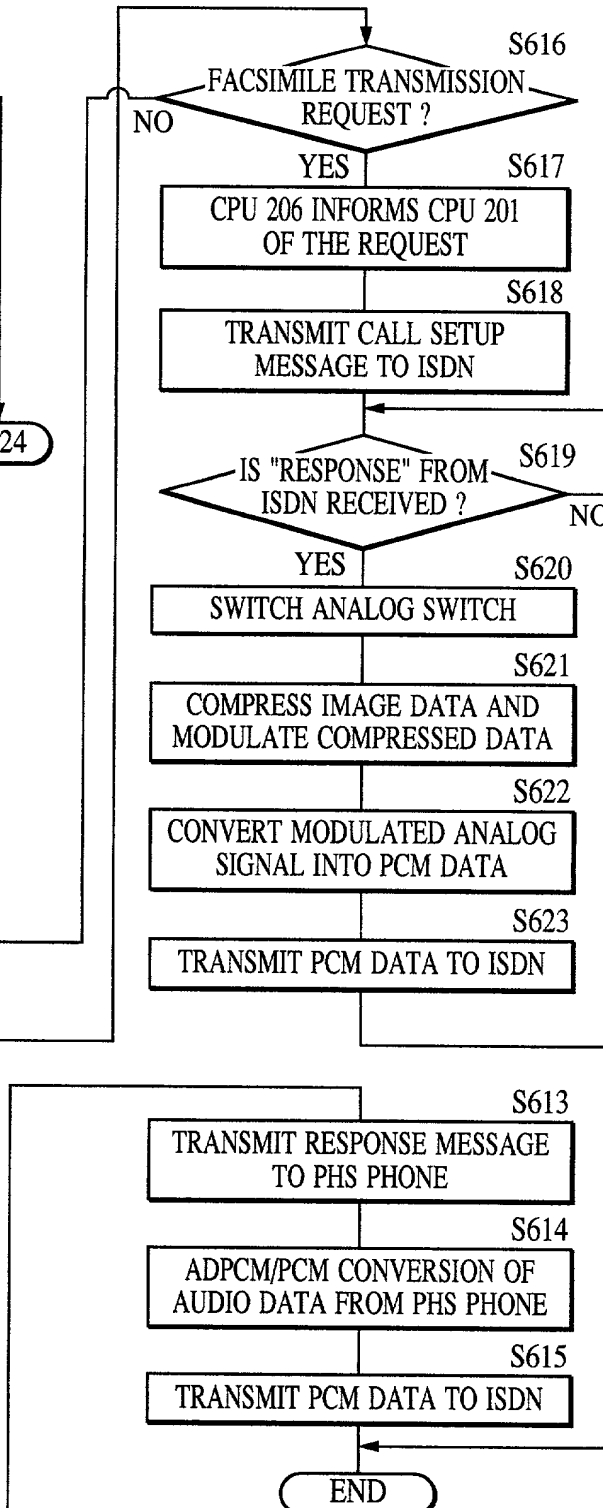 S616
FACSIMILE TRANSMISSION
REQUEST ?
NO
YES
S617
CPU 206 INFORMS CPU 201
OF THE REQUEST
S618
TRANSMIT CALL SETUP
MESSAGE TO ISDN
24
S619
IS "RESPONSE" FROM
ISDN RECEIVED ?
NO
YES
S620
SWITCH ANALOG SWITCH
S621
COMPRESS IMAGE DATA AND
MODULATE COMPRESSED DATA
S622
CONVERT MODULATED ANALOG
SIGNAL INTO PCM DATA
S623
TRANSMIT PCM DATA TO ISDN
S613
TRANSMIT RESPONSE MESSAGE
TO PHS PHONE
S614
ADPCM/PCM CONVERSION OF
AUDIO DATA FROM PHS PHONE
S615
TRANSMIT PCM DATA TO ISDN
END